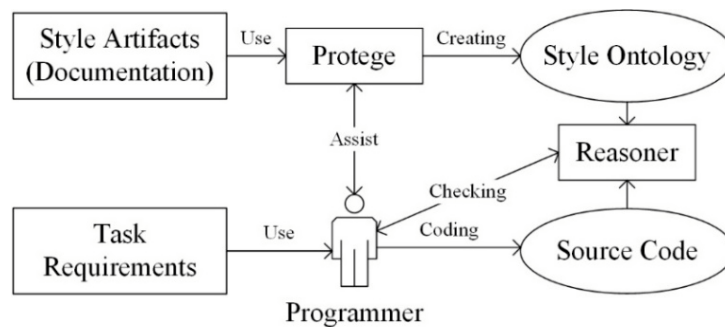 Style Artifacts
(Documentation)
Use
Protege
Creating
Style Ontology
Assist
Reasoner
Checking
Task
Requirements
Use
Coding
Source Code
Programmer